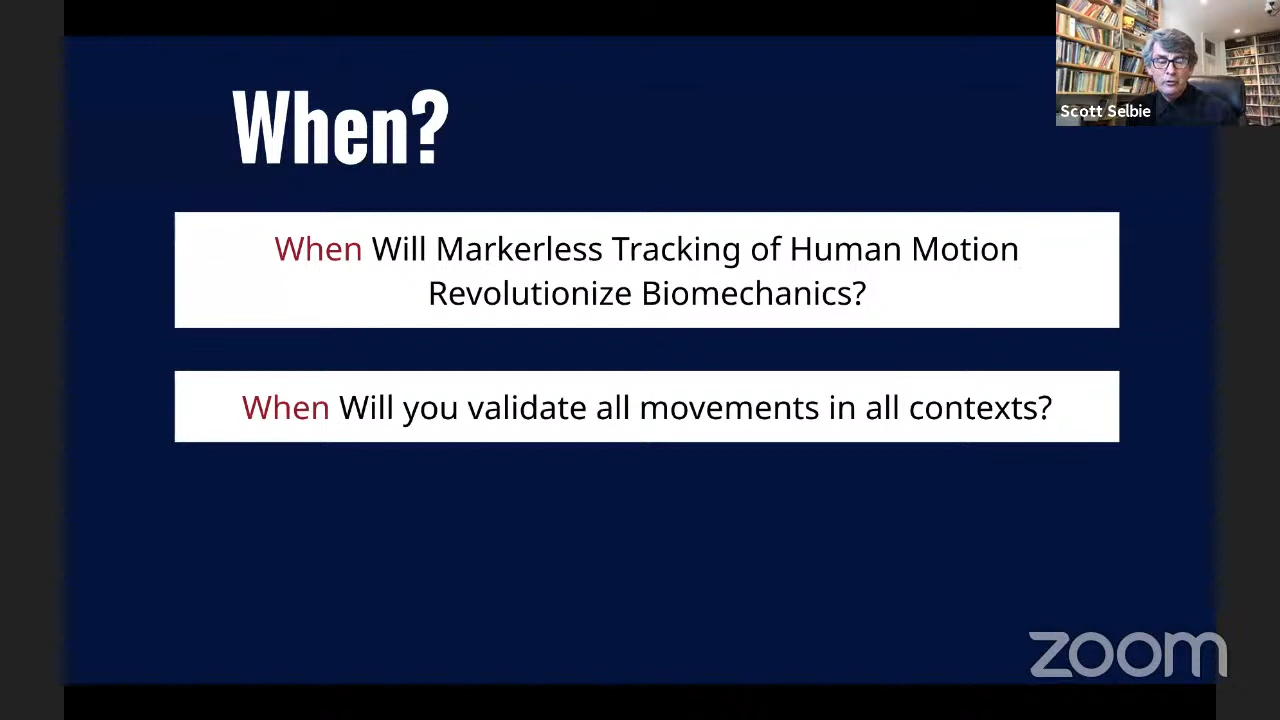 When?
Scott Selbie
When Will Markerless Tracking of Human Motion
Revolutionize Biomechanics?
When Will you validate all movements in all contexts?
zoom